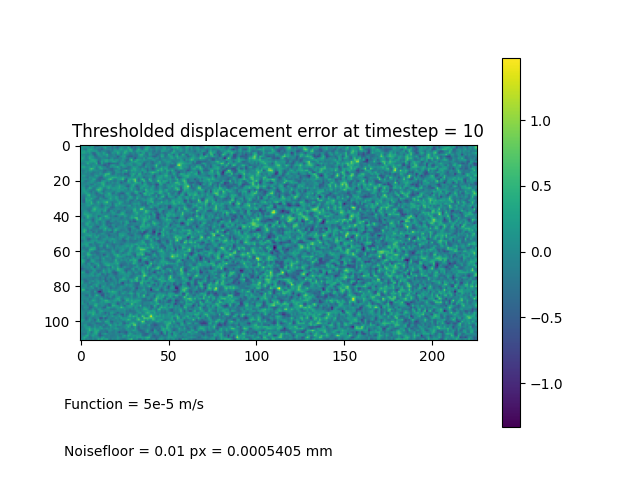 Thresholded displacement error at timestep = 10
0
20
40
60
80
100
0 50 100 150 200
1.0
0.5
0.0
−0.5
−1.0
Function = 5e-5 m/s
Noisefloor = 0.01 px = 0.0005405 mm